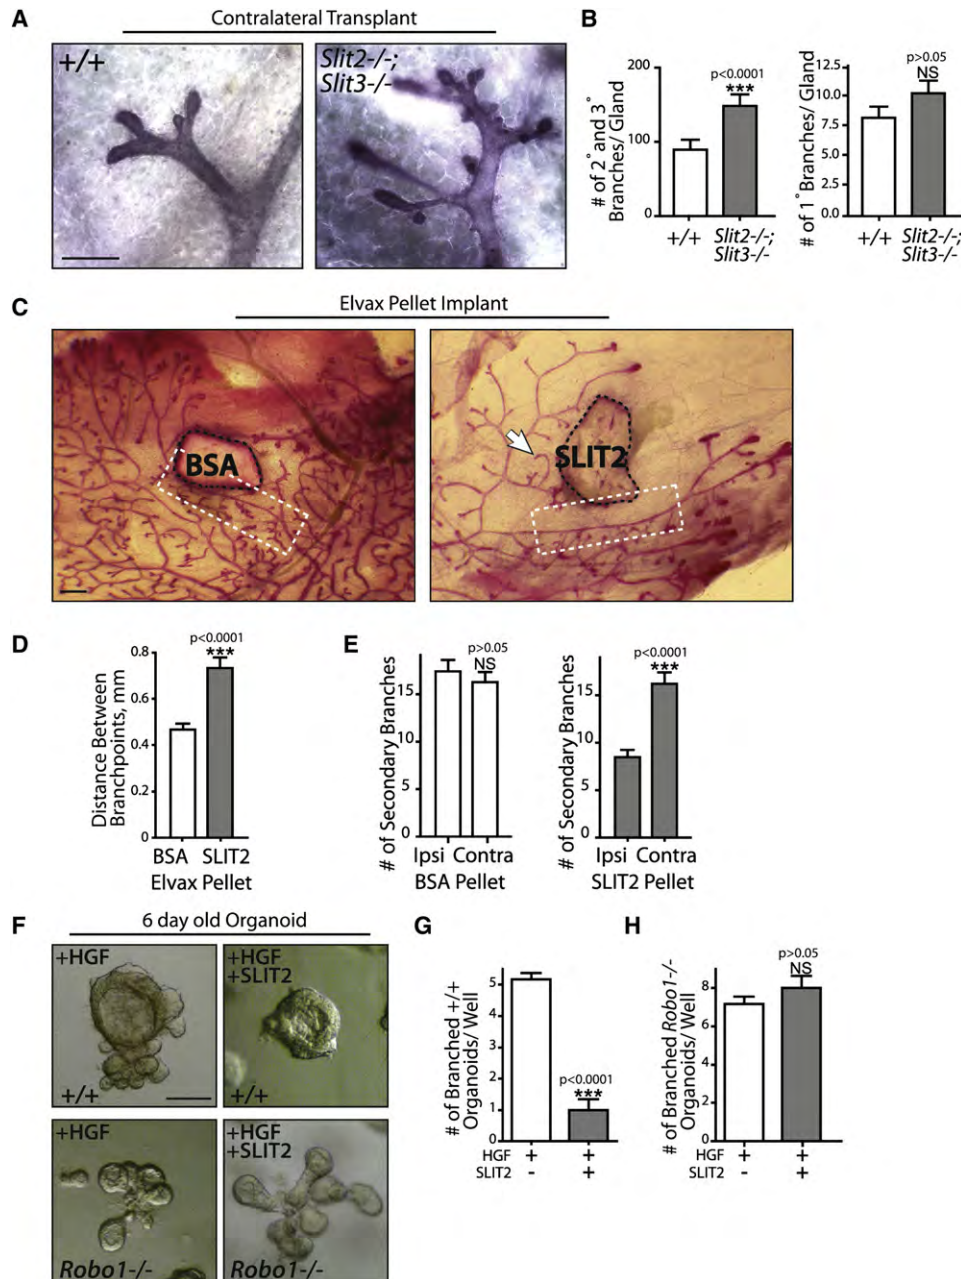 A
Contralateral Transplant
+/+
Slit2-/-;
Slit3-/-
B
# of 2° and 3°
Branches/ Gland
200
100
0
p<0.0001
***
+/+
Slit2-/-;
Slit3-/-
# of 1° Branches/ Gland
12.5
10.0
7.5
5.0
2.5
0.0
p>0.05
NS
+/+
Slit2-/-;
Slit3-/-
C
Elvax Pellet Implant
BSA
SLIT2
D
Distance Between
Branchpoints, mm
0.8
0.6
0.4
0.2
0
p<0.0001
***
BSA
SLIT2
Elvax Pellet
E
# of Secondary Branches
15
10
5
0
p>0.05
NS
Ipsi
Contra
BSA Pellet
# of Secondary Branches
15
10
5
0
p<0.0001
***
Ipsi
Contra
SLIT2 Pellet
F
6 day old Organoid
+HGF
+/+
+HGF
+SLIT2
+/+
+HGF
Robo1-/-
+HGF
+SLIT2
Robo1-/-
G
# of Branched +/+
Organoids/ Well
5
4
3
2
1
0
p<0.0001
***
HGF + +
SLIT2 - +
H
# of Branched Robo1-/-
Organoids/ Well
8
6
4
2
0
p>0.05
NS
HGF + +
SLIT2 - +